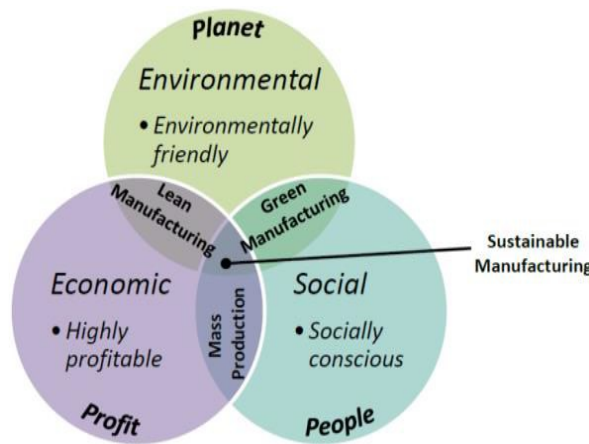 Planet
Environmental
• Environmentally
friendly
Lean
Manufacturing
Green
Manufacturing
Sustainable
Manufacturing
Economic
• Highly
profitable
Mass
Production
Social
• Socially
conscious
Profit
People